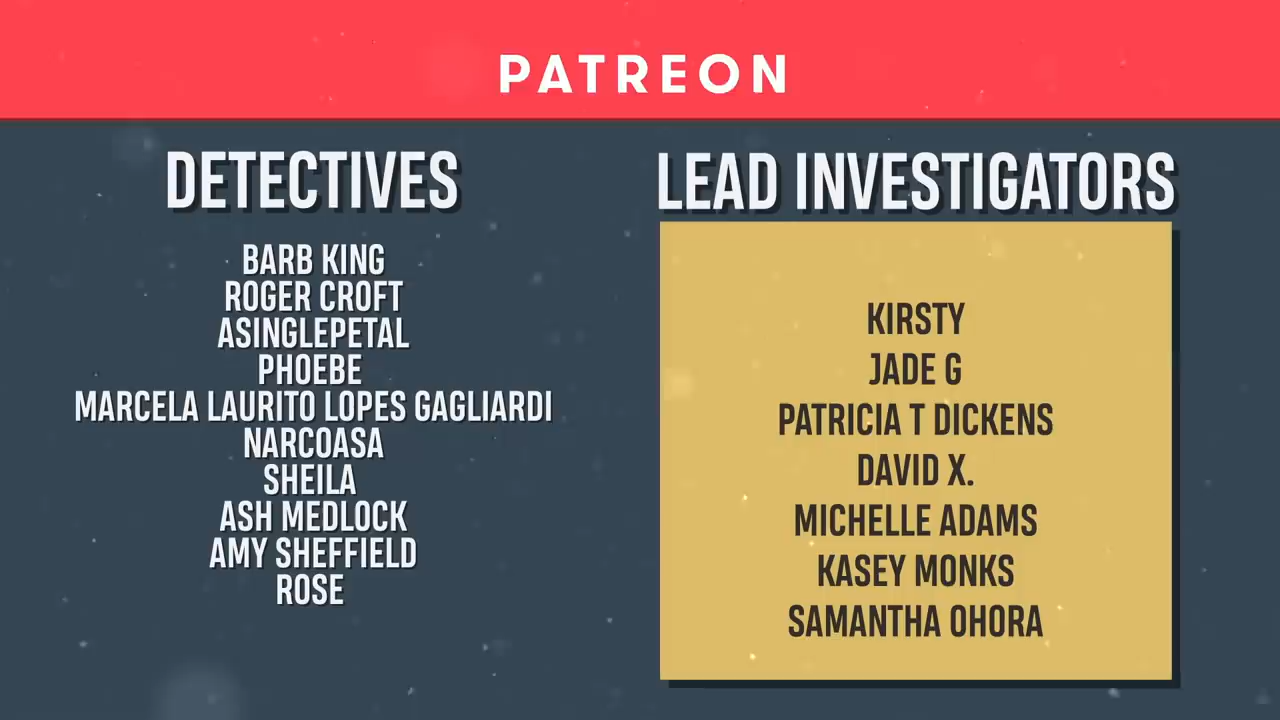 PATREON
DETECTIVES
BARB KING
ROGER CROFT
ASINGLEPETAL
PHOEBE
MARCELA LAURITO LOPES GAGLIARDI
NARCOASA
SHEILA
ASH MEDLOCK
AMY SHEFFIELD
ROSE
LEAD INVESTIGATORS
KIRSTY
JADE G
PATRICIA T DICKENS
DAVID X.
MICHELLE ADAMS
KASEY MONKS
SAMANTHA OHORA